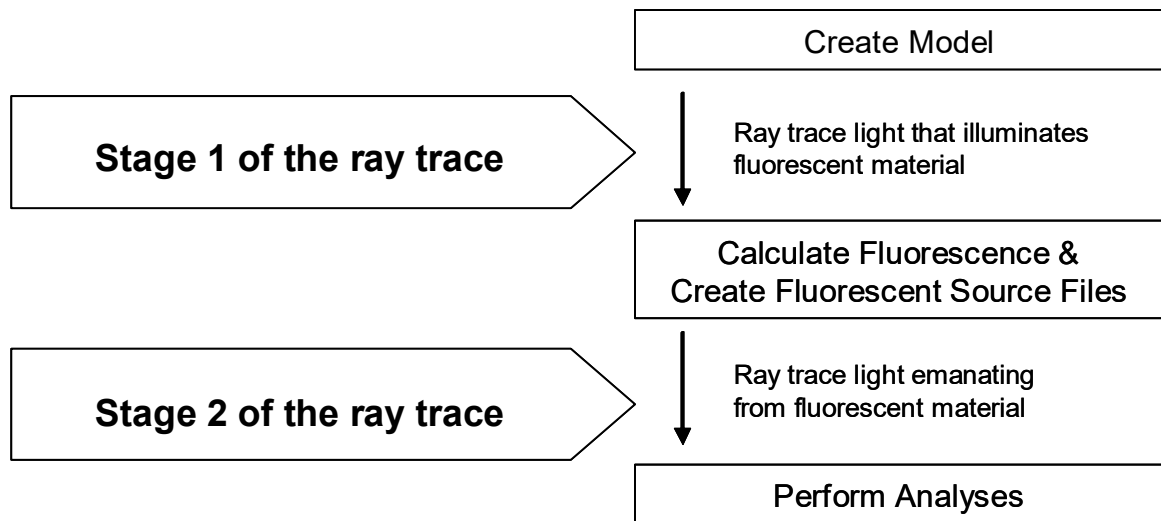 Create Model
Stage 1 of the ray trace
Ray trace light that illuminates
fluorescent material
Calculate Fluorescence &
Create Fluorescent Source Files
Stage 2 of the ray trace
Ray trace light emanating
from fluorescent material
Perform Analyses